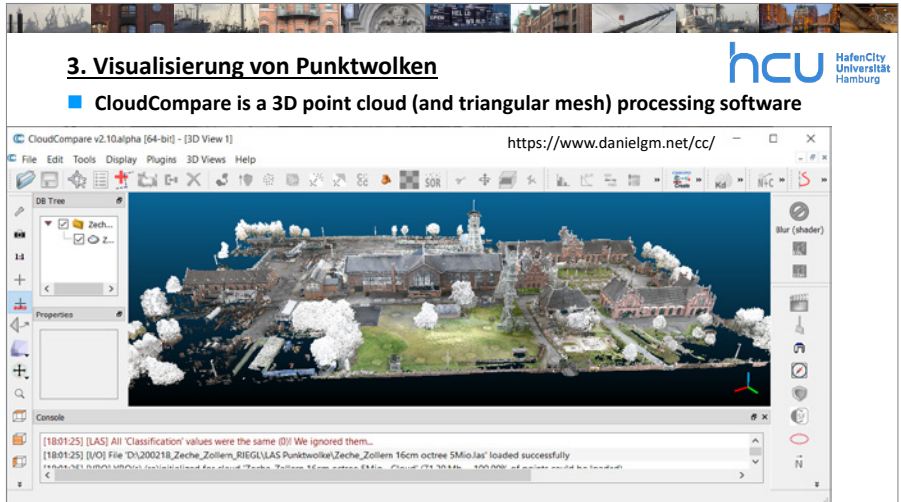 OPEN
3. Visualisierung von Punktwolken
hcu HafenCity
Universität
Hamburg
CloudCompare is a 3D point cloud (and triangular mesh) processing software
CloudCompare v2.10.alpha [64-bit] - [3D View 1]
https://www.danielgm.net/cc/
File Edit Tools Display Plugins 3D Views Help
SOR
Kd
N+C
DB Tree
Zech...
Z...
Blur (shader)
1:1
Properties
Console
[18:01:25] [LAS] All 'Classification' values were the same (0)! We ignored them...
[18:01:25] [I/O] File 'D:\200218_Zeche_Zollern_RIEGL\LAS Punktwolke\Zeche_Zollern 16cm octree 5Mio.las' loaded successfully
N